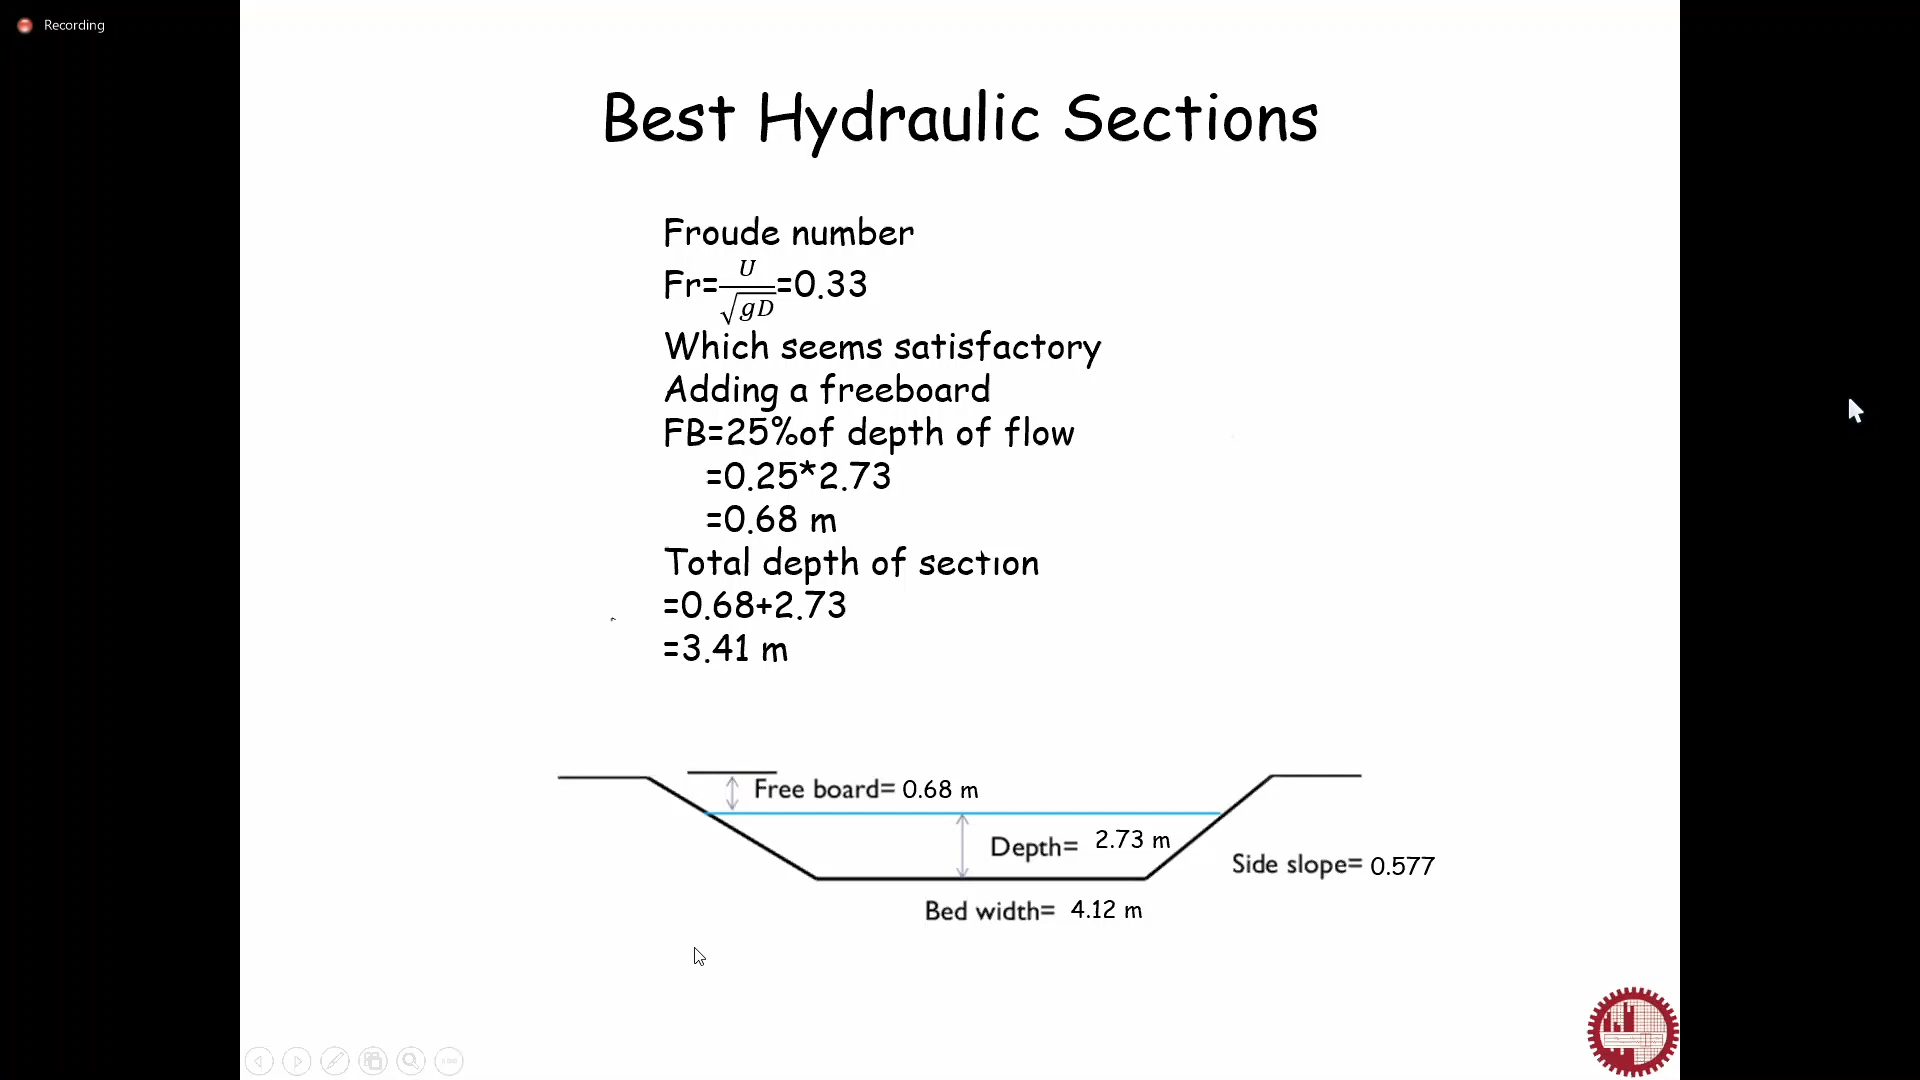 Recording
Best Hydraulic Sections
Froude number
Fr=U/√gD=0.33
Which seems satisfactory
Adding a freeboard
FB=25%of depth of flow
=0.25*2.73
=0.68 m
Total depth of sectıon
=0.68+2.73
=3.41 m
Free board= 0.68 m
Depth= 2.73 m
Side slope= 0.577
Bed width= 4.12 m